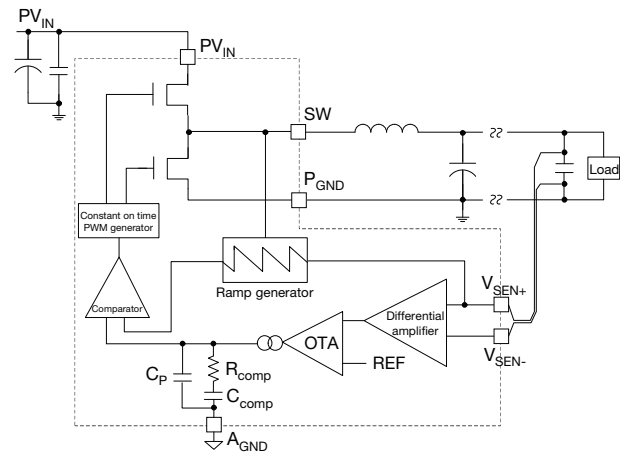 PV_IN
PV_IN
SW
P_GND
Load
Constant on time
PWM generator
Ramp generator
Comparator
V_SEN+
Differential
amplifier
OTA
REF
V_SEN-
C_P
R_comp
C_comp
A_GND